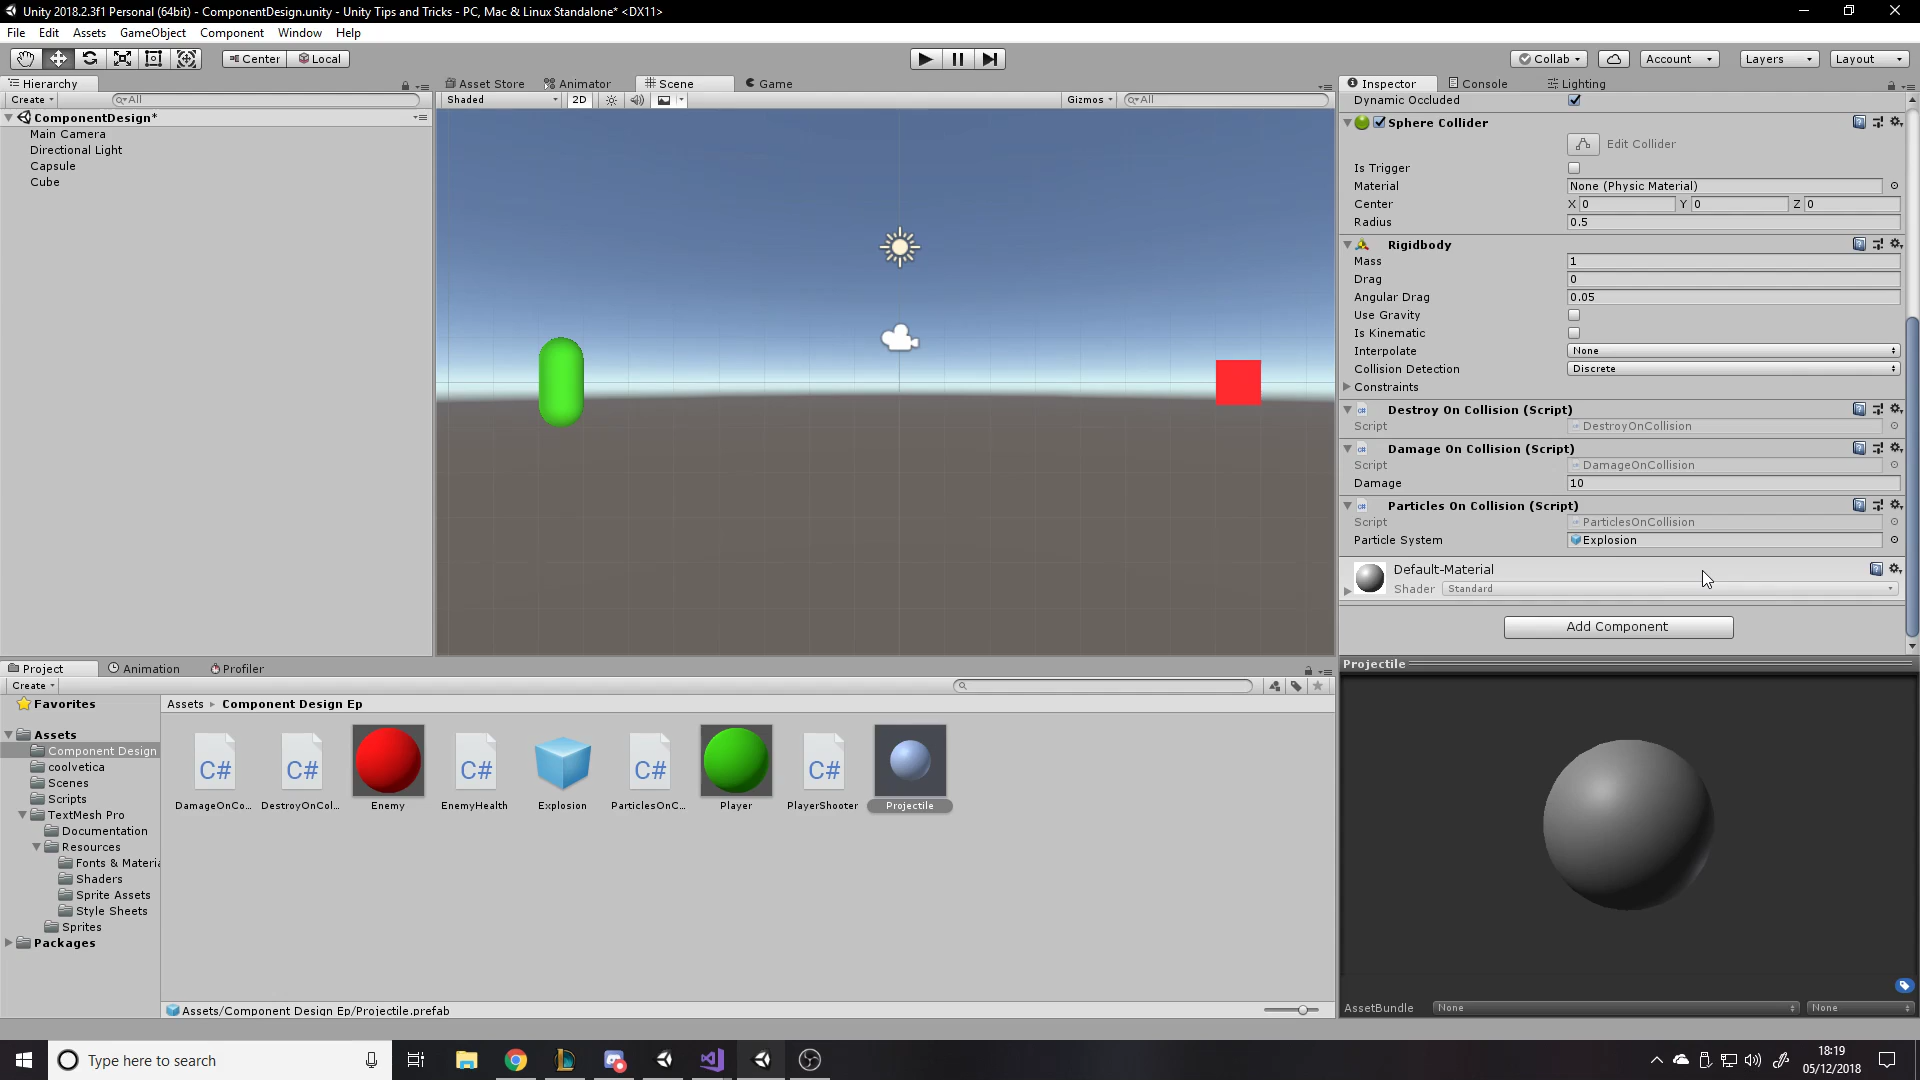 Unity 2018.2.3f1 Personal (64bit) - ComponentDesign.unity - Unity Tips and Tricks - PC, Mac & Linux Standalone* <DX11>
File Edit Assets GameObject Component Window Help
Center Local Collab Account Layers Layout
Hierarchy
Create All
ComponentDesign*
Main Camera
Directional Light
Capsule
Cube
Asset Store Animator Scene Game
Shaded 2D Gizmos All
Inspector Console Lighting
Dynamic Occluded
Sphere Collider
Edit Collider
Is Trigger
Material None (Physic Material)
Center X 0 Y 0 Z 0
Radius 0.5
Rigidbody
Mass 1
Drag 0
Angular Drag 0.05
Use Gravity
Is Kinematic
Interpolate None
Collision Detection Discrete
Constraints
Destroy On Collision (Script)
Script DestroyOnCollision
Damage On Collision (Script)
Script DamageOnCollision
Damage 10
Particles On Collision (Script)
Script ParticlesOnCollision
Particle System Explosion
Default-Material
Shader Standard
Add Component
Projectile
AssetBundle None None
Project Animation Profiler
Create
Favorites
Assets
Component Design
coolvetica
Scenes
Scripts
TextMesh Pro
Documentation
Resources
Fonts & Materia
Shaders
Sprite Assets
Style Sheets
Sprites
Packages
Assets Component Design Ep
C# C# C# C# C#
DamageOnCo... DestroyOnCol... Enemy EnemyHealth Explosion ParticlesOnC... Player PlayerShooter Projectile
Assets/Component Design Ep/Projectile.prefab
Type here to search
18:19
05/12/2018